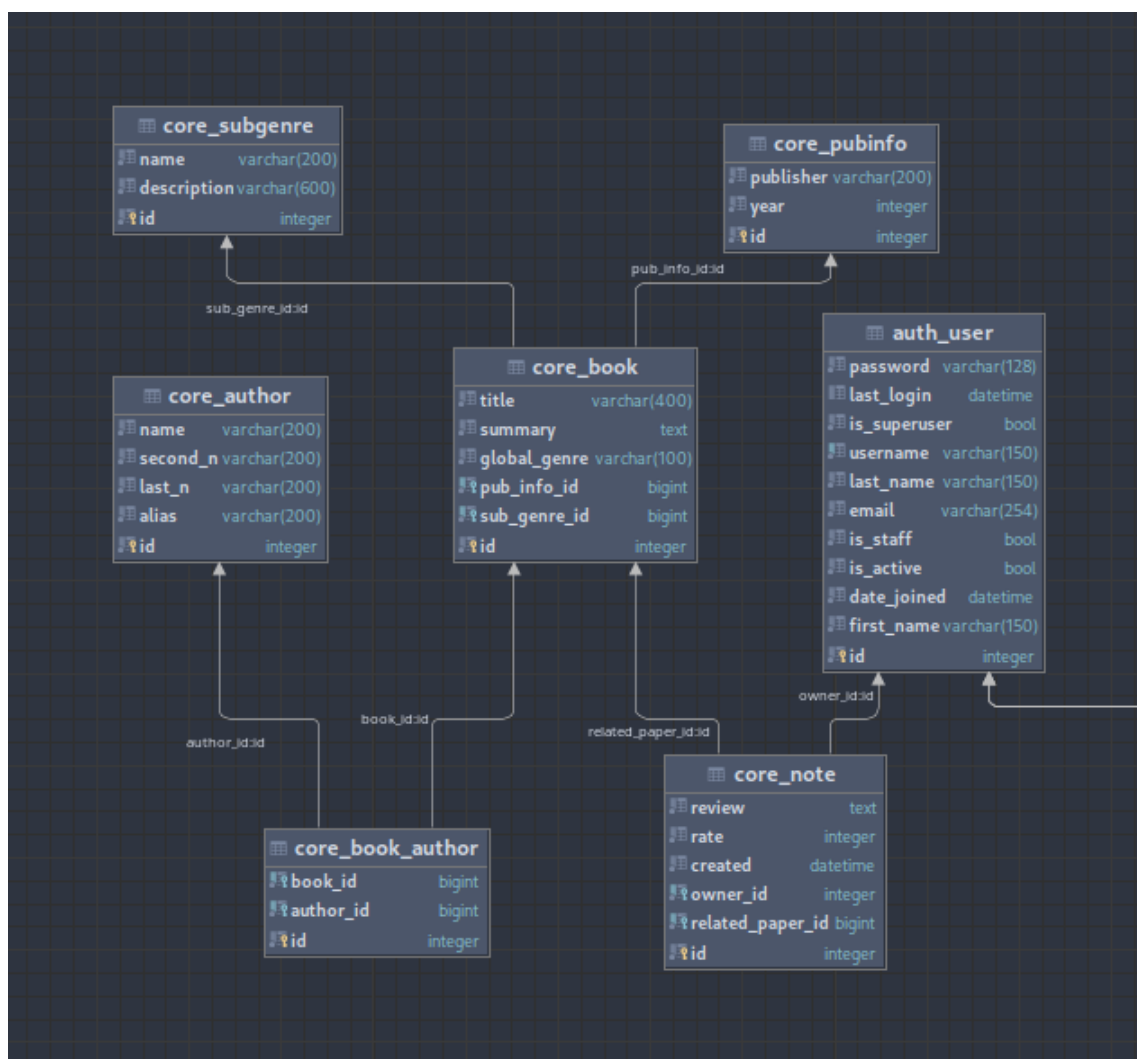 core_subgenre
name varchar(200)
description varchar(600)
id integer
core_pubinfo
publisher varchar(200)
year integer
id integer
pub_info_id:id
sub_genre_id:id
auth_user
password varchar(128)
last_login datetime
is_superuser bool
username varchar(150)
last_name varchar(150)
email varchar(254)
is_staff bool
is_active bool
date_joined datetime
first_name varchar(150)
id integer
core_book
title varchar(400)
summary text
global_genre varchar(100)
pub_info_id bigint
sub_genre_id bigint
id integer
core_author
name varchar(200)
second_n varchar(200)
last_n varchar(200)
alias varchar(200)
id integer
owner_id:id
book_id:id
related_paper_id:id
author_id:id
core_note
review text
rate integer
created datetime
owner_id integer
related_paper_id bigint
id integer
core_book_author
book_id bigint
author_id bigint
id integer